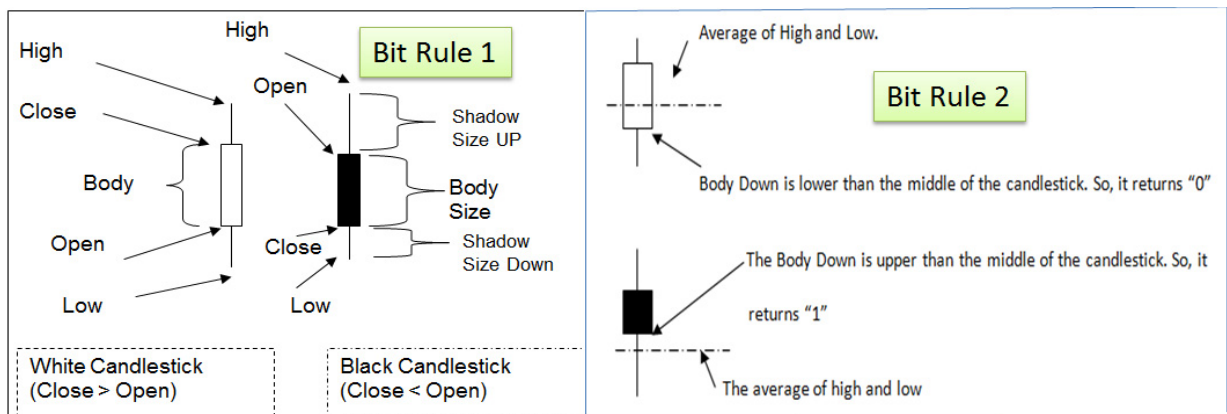 High
Close
Body
Open
Low
High
Open
Bit Rule 1
Shadow
Size UP
Body
Size
Close
Shadow
Size Down
Low
White Candlestick
(Close > Open)
Black Candlestick
(Close < Open)
Average of High and Low.
Bit Rule 2
Body Down is lower than the middle of the candlestick. So, it returns “0”
The Body Down is upper than the middle of the candlestick. So, it
returns “1”
The average of high and low